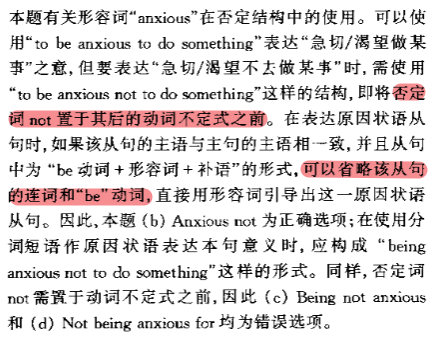 本题有关形容词“anxious”在否定结构中的使用。可以使
用“to be anxious to do something”表达“急切/渴望做某
事”之意,但要表达“急切/渴望不去做某事”时,需使用
“to be anxious not to do something”这样的结构,即将否定
词 not 置于其后的动词不定式之前。在表达原因状语从
句时,如果该从句的主语与主句的主语相一致,并且从句
中为“be 动词+形容词+补语”的形式,可以省略该从句
的连词和“be”动词,直接用形容词引导出这一原因状语
从句。因此,本题 (b) Anxious not 为正确选项;在使用分
词短语作原因状语表达本句意义时,应构成“being
anxious not to do something”这样的形式。同样,否定词
not 需置于动词不定式之前,因此 (c) Being not anxious
和 (d) Not being anxious for 均为错误选项。